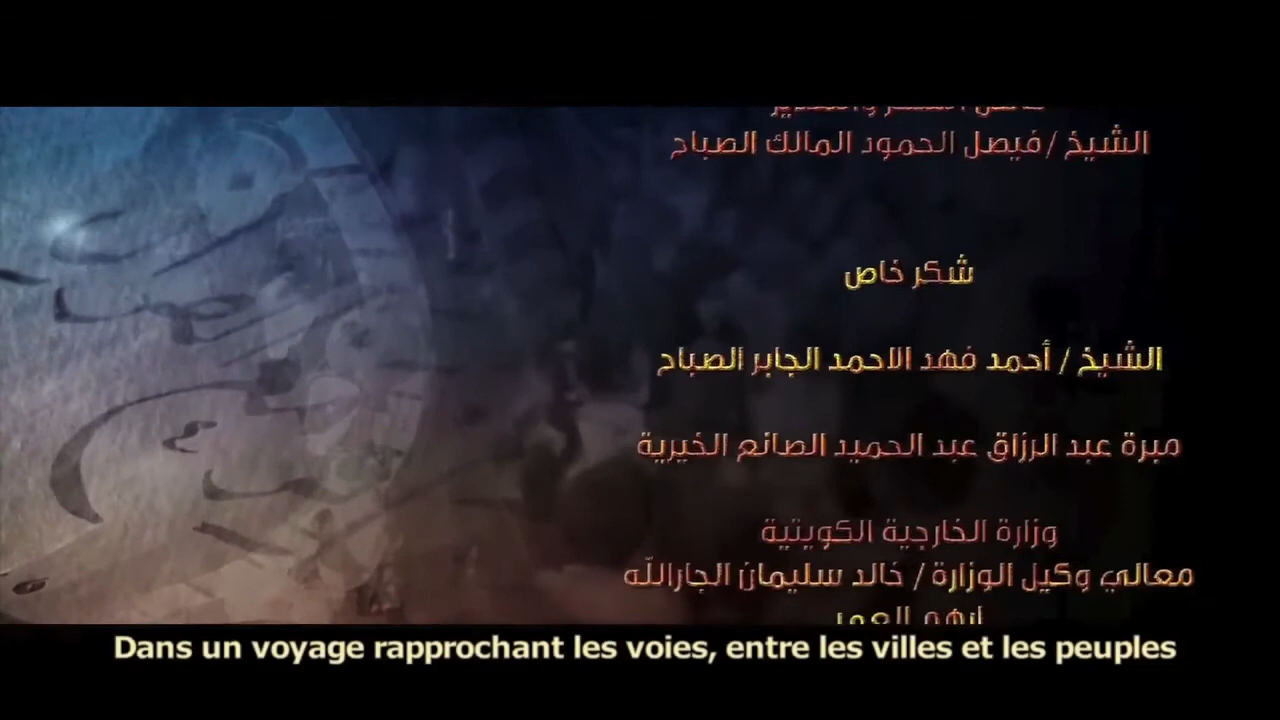 الشيخ / فيصل الحمود المالك الصباح
شكر خاص
الشيخ / أحمد فهد الاحمد الجابر الصباح
مبرة عبد الرزاق عبد الحميد الصانع الخيرية
وزارة الخارجية الكويتية
معالي وكيل الوزارة / خالد سليمان الجارالله
Dans un voyage rapprochant les voies, entre les villes et les peuples